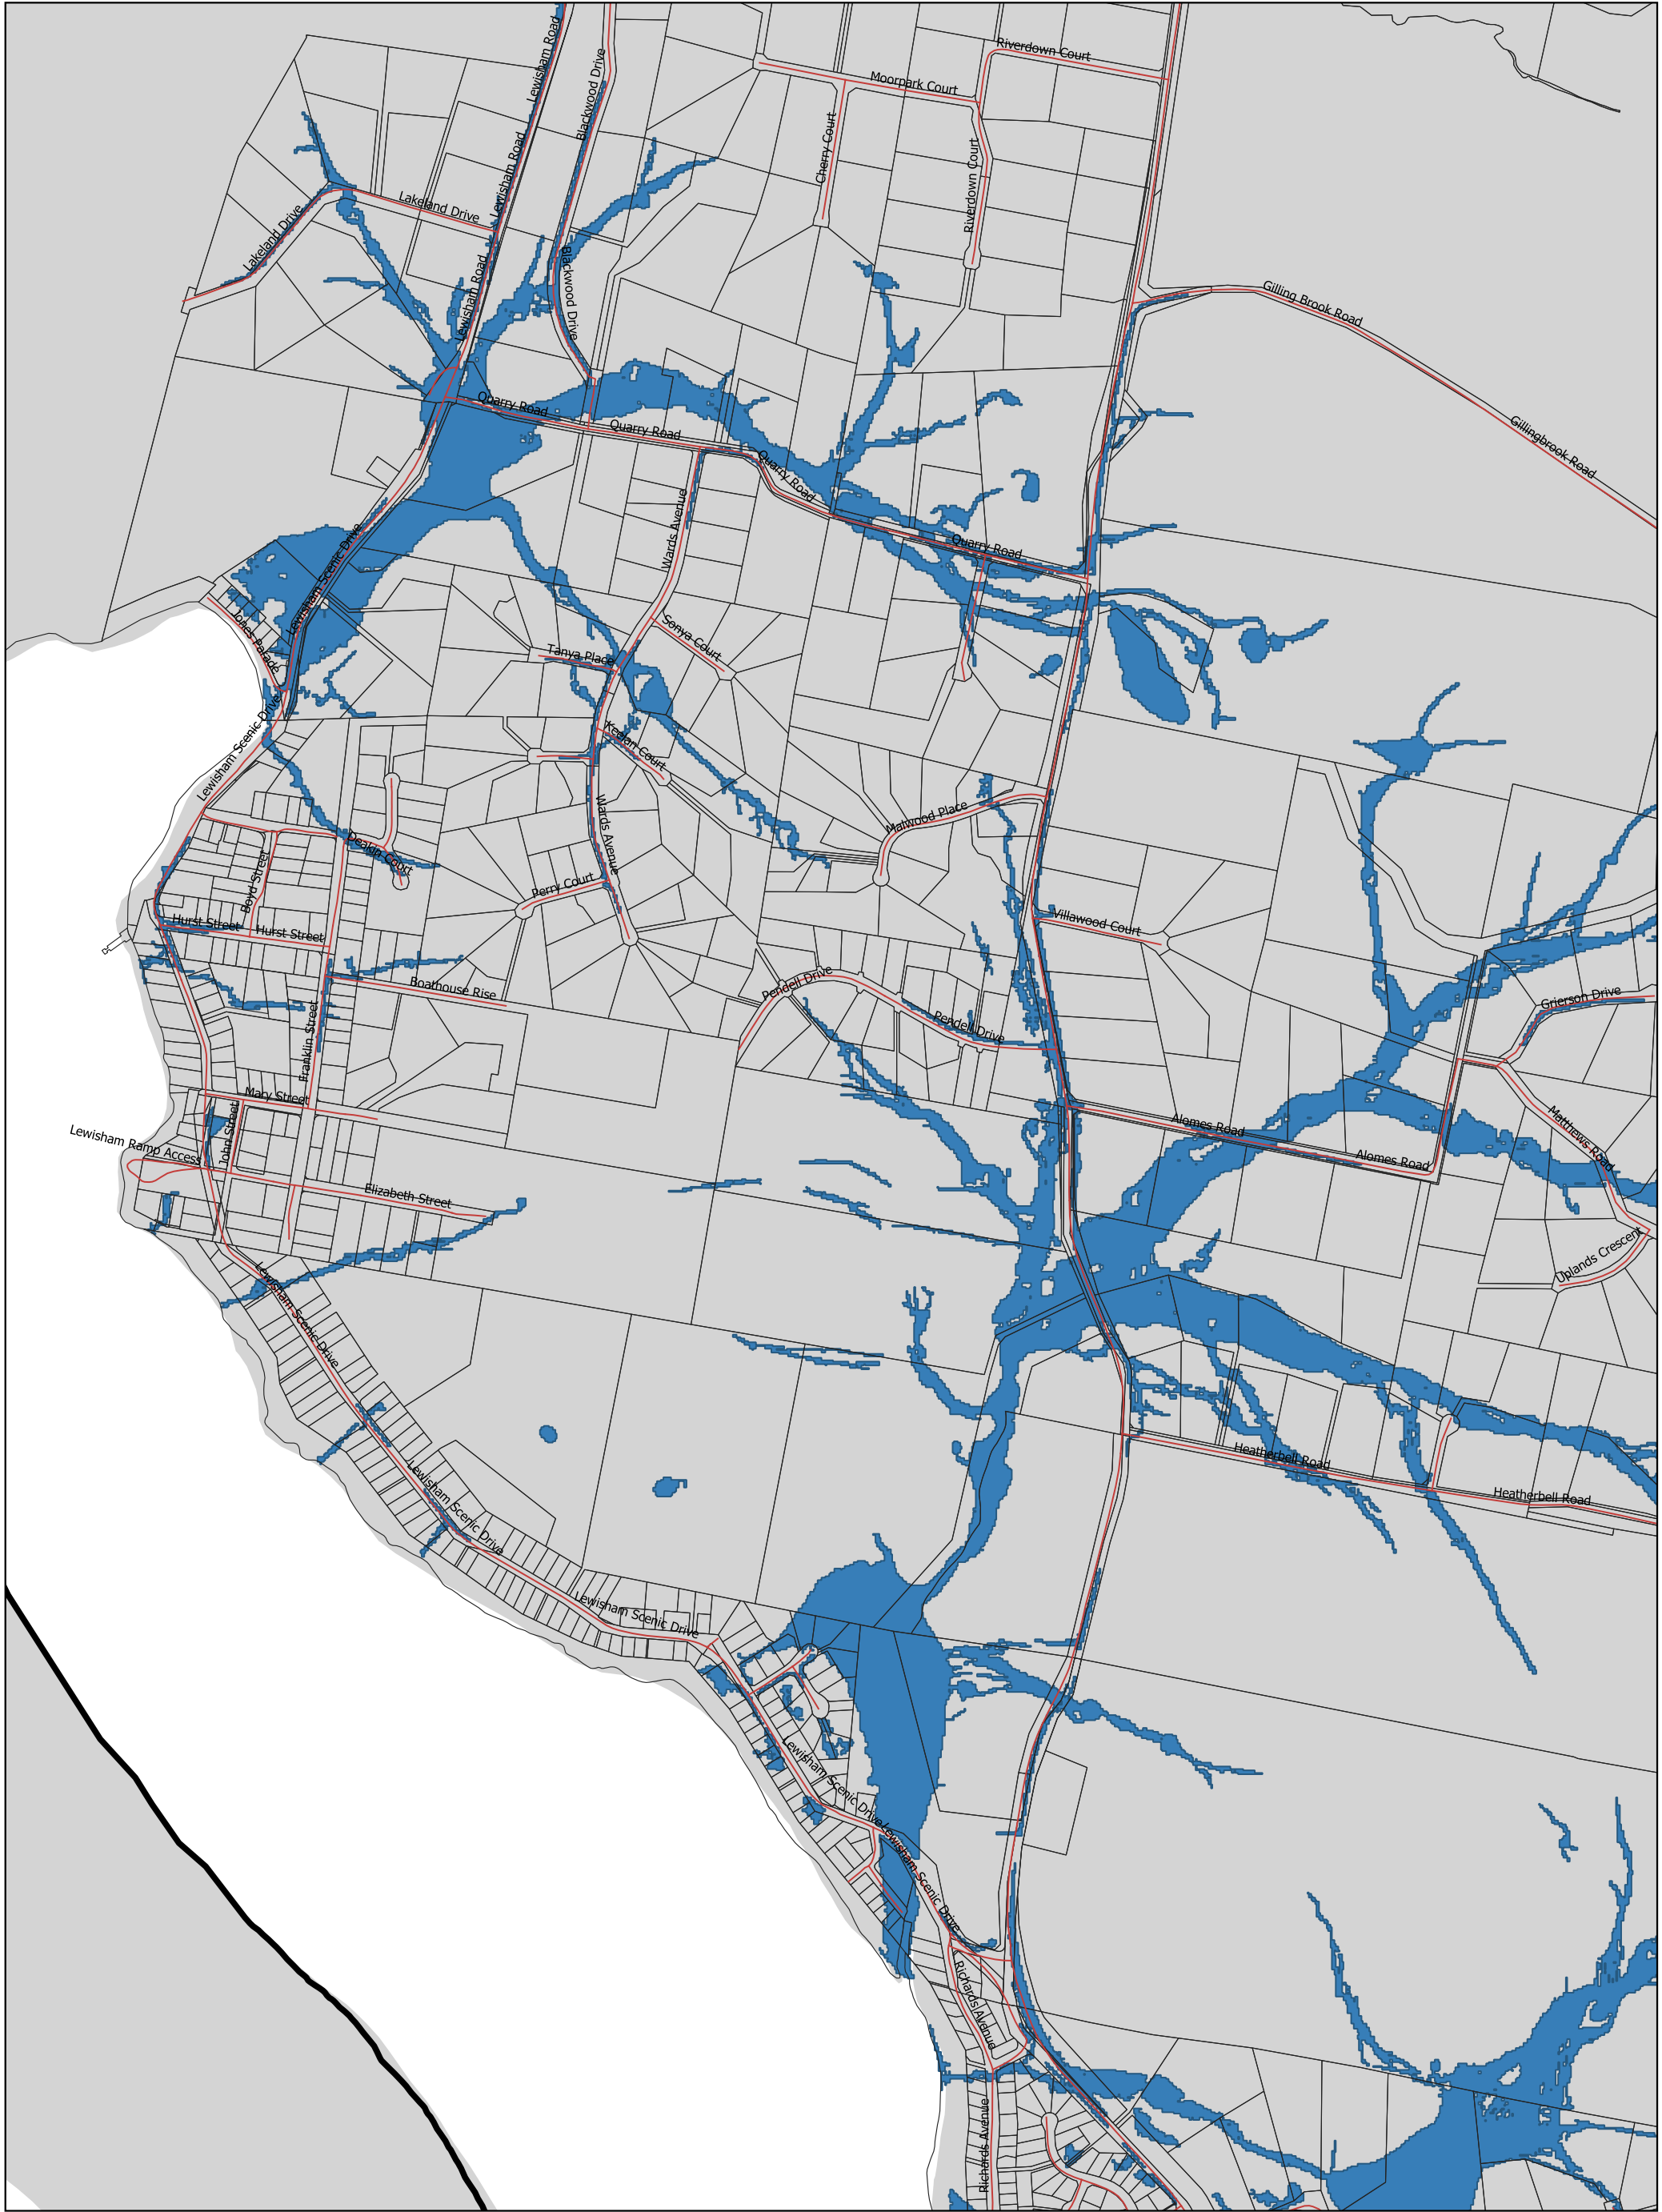 Lewisham Road
Blackwood Drive
Riverdown Court
Moorpark Court
Cherry Court
Lewisham Road
Riverdown Court
Lakeland Drive
Lakeland Drive
Lewisham Road
Blackwood Drive
Gilling Brook Road
Quarry Road
Quarry Road
Quarry Road
Gillingbrook Road
Wards Avenue
Quarry Road
Lewisham Scenic Drive
Jones Parade
Sonya Court
Tanya Place
Lewisham Scenic Drive
Keelan Court
Malwood Place
Wards Avenue
Deakin Court
Boyd Street
Perry Court
Hurst Street
Hurst Street
Villawood Court
Boathouse Rise
Pendell Drive
Pendell Drive
Grierson Drive
Franklin Street
Mary Street
John Street
Lewisham Ramp Access
Alomes Road
Alomes Road
Matthews Road
Elizabeth Street
Uplands Crescent
Lewisham Scenic Drive
Heatherbell Road
Heatherbell Road
Lewisham Scenic Drive
Lewisham Scenic Drive
Lewisham Scenic Drive
Lewisham Scenic Drive
Richards Avenue
Richards Avenue